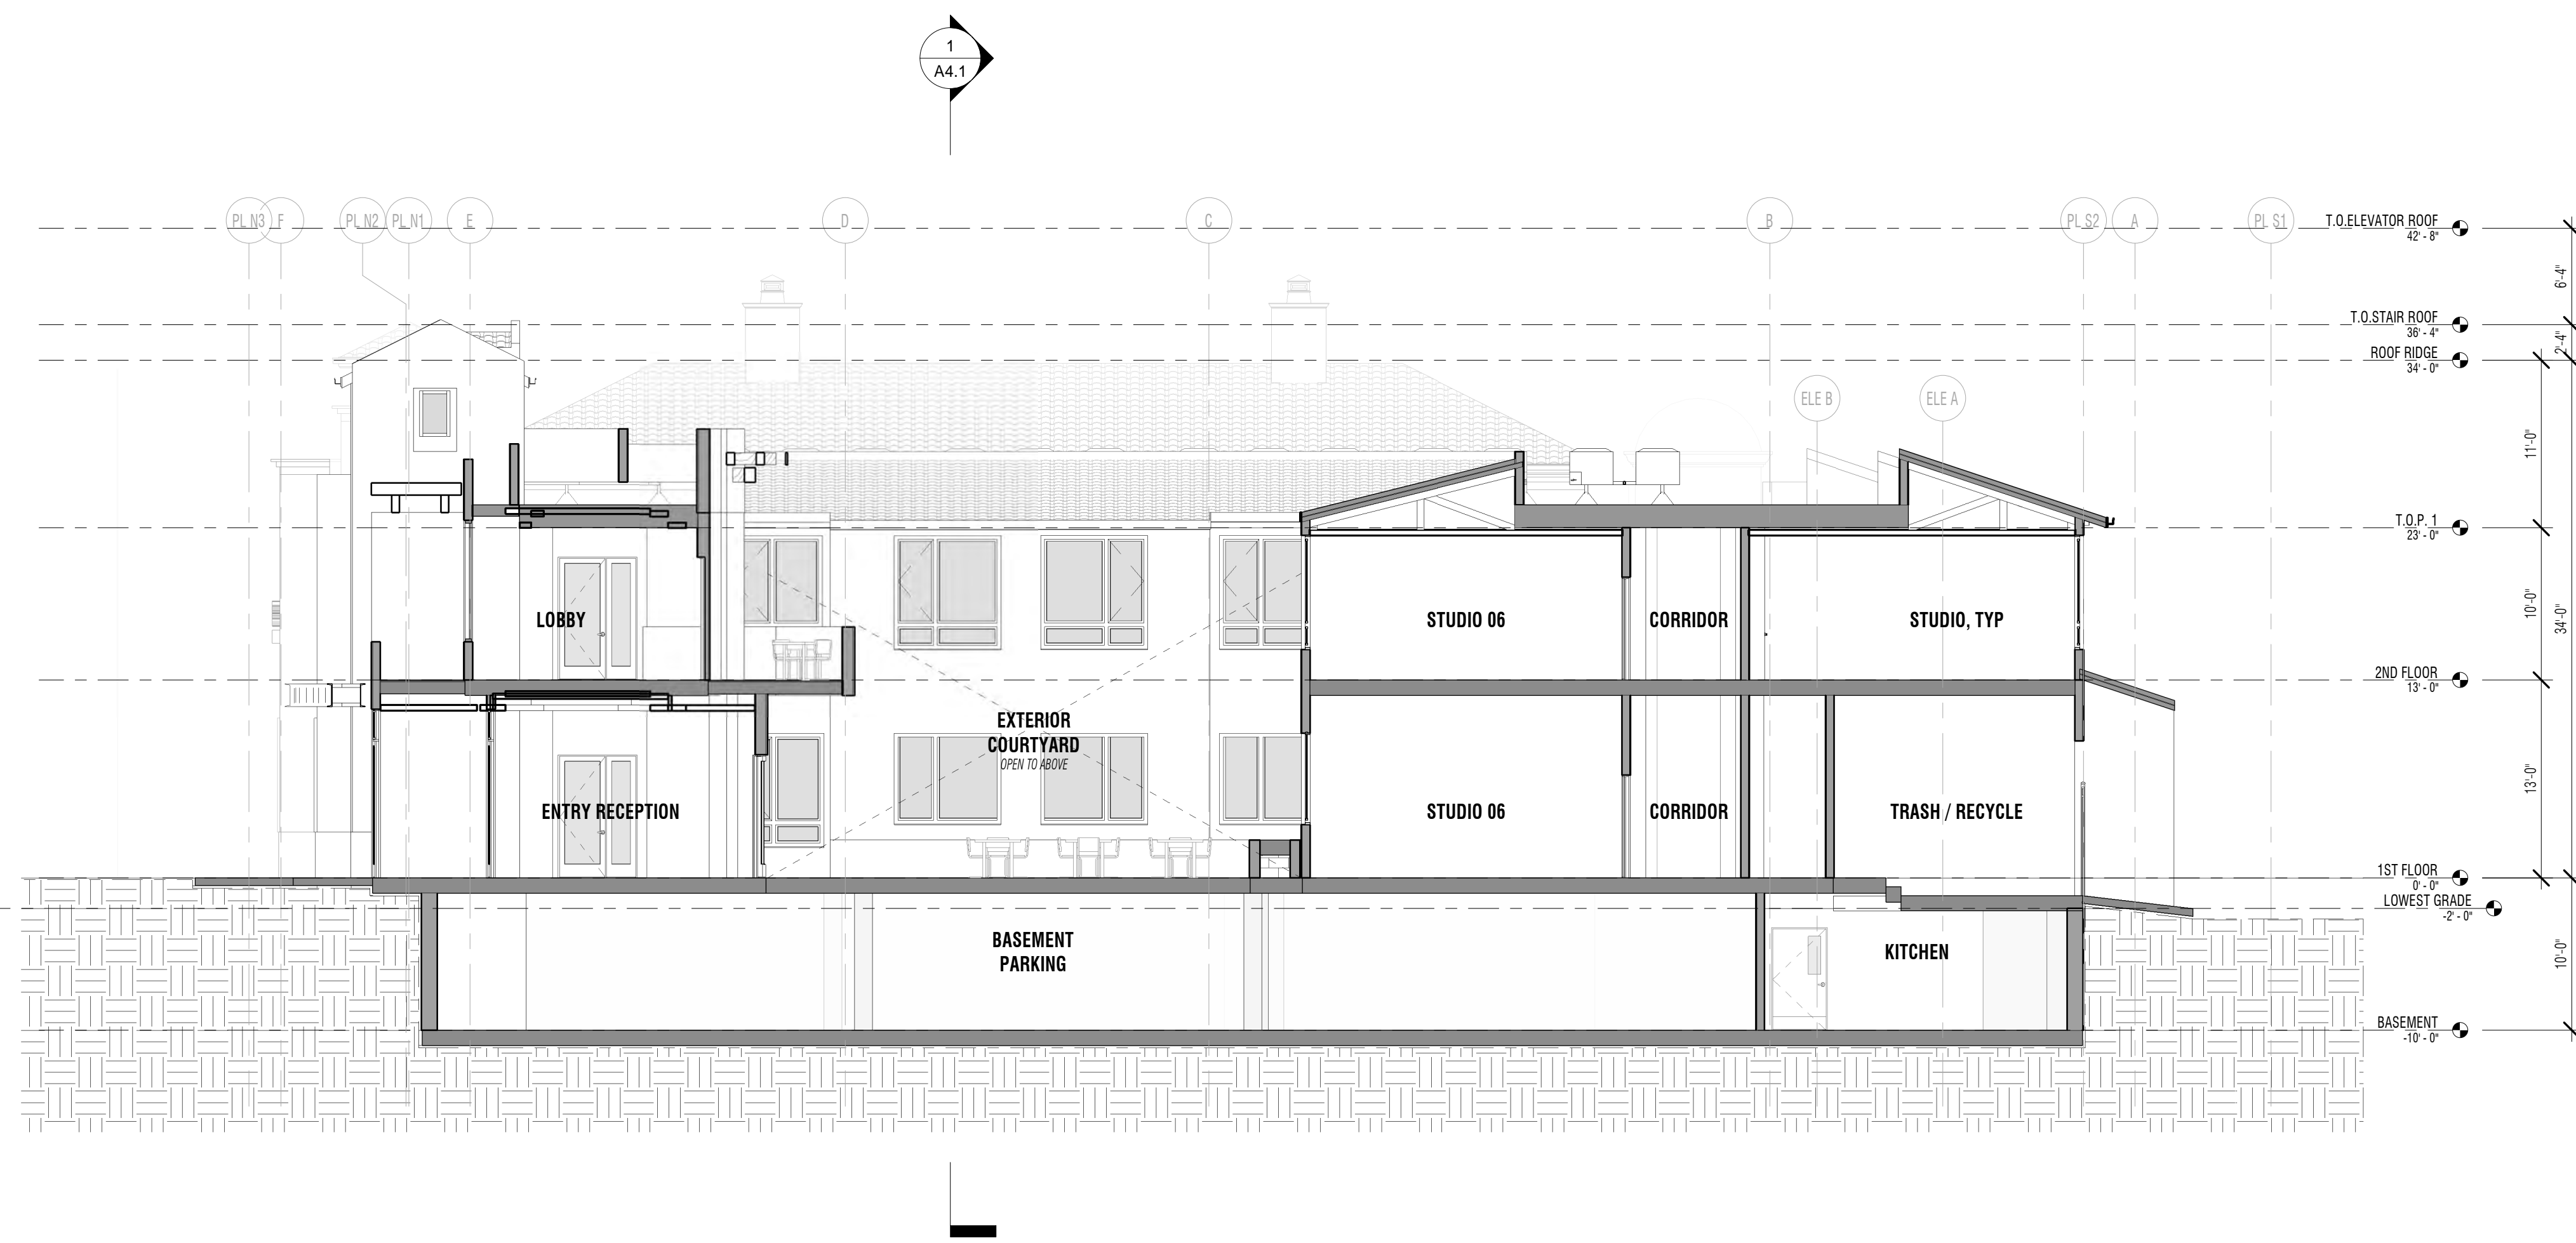 1
A4.1
PL N3
F
PL N2
PL N1
E
D
C
B
PL S2
A
PL S1
T.O.ELEVATOR ROOF
42' - 8"
6'-4"
T.O.STAIR ROOF
36' - 4"
2'-4"
ROOF RIDGE
34' - 0"
ELE B
ELE A
11'-0"
T.O.P. 1
23' - 0"
LOBBY
STUDIO 06
CORRIDOR
STUDIO, TYP
10'-0"
34'-0"
2ND FLOOR
13' - 0"
EXTERIOR
COURTYARD
OPEN TO ABOVE
13'-0"
ENTRY RECEPTION
STUDIO 06
CORRIDOR
TRASH / RECYCLE
1ST FLOOR
0' - 0"
LOWEST GRADE
-2' - 0"
BASEMENT
PARKING
KITCHEN
10'-0"
BASEMENT
-10' - 0"